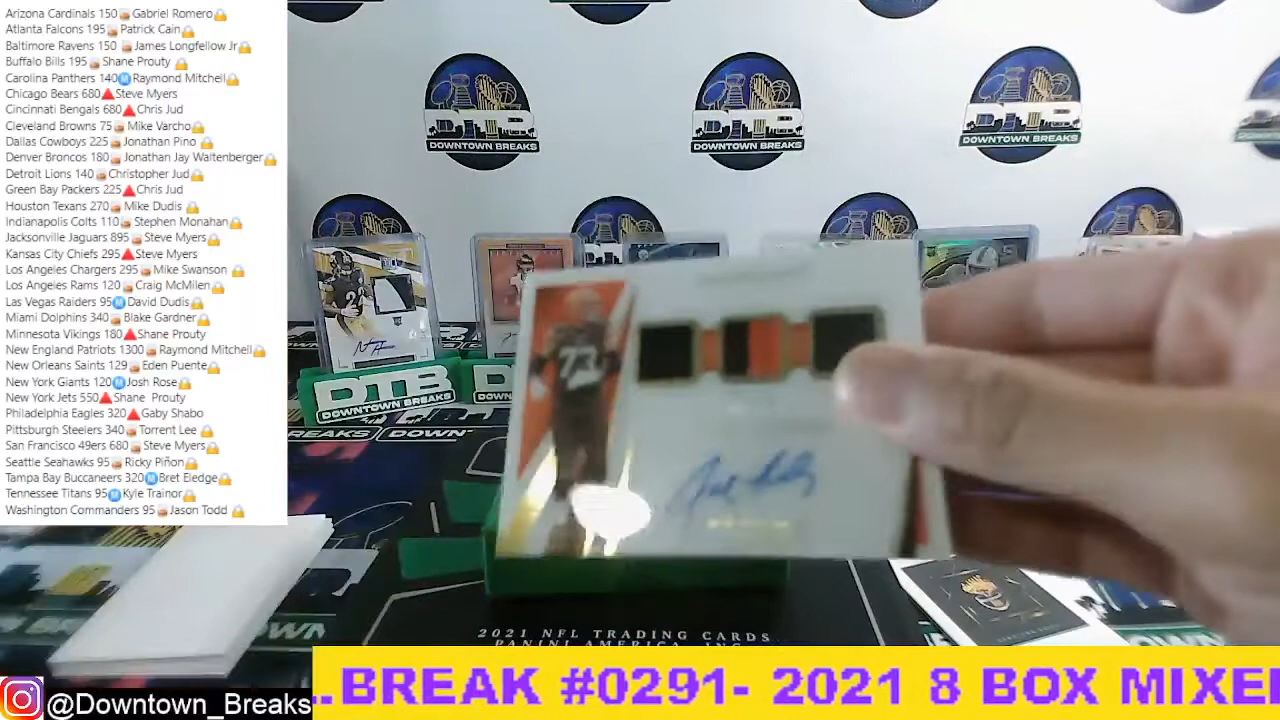 Arizona Cardinals 150 Gabriel Romero
Atlanta Falcons 195 Patrick Cain
Baltimore Ravens 150 James Longfellow Jr
Buffalo Bills 195 Shane Prouty
Carolina Panthers 140 M Raymond Mitchell
Chicago Bears 680 Steve Myers
Cincinnati Bengals 680 Chris Jud
Cleveland Browns 75 Mike Varcho
Dallas Cowboys 225 Jonathan Pino
Denver Broncos 180 Jonathan Jay Waltenberger
Detroit Lions 140 Christopher Jud
Green Bay Packers 225 Chris Jud
Houston Texans 270 Mike Dudis
Indianapolis Colts 110 Stephen Monahan
Jacksonville Jaguars 895 Steve Myers
Kansas City Chiefs 295 Steve Myers
Los Angeles Chargers 295 Mike Swanson
Los Angeles Rams 120 Craig McMilen
Las Vegas Raiders 95 M David Dudis
Miami Dolphins 340 Blake Gardner
Minnesota Vikings 180 Shane Prouty
New England Patriots 1300 Raymond Mitchell
New Orleans Saints 129 Eden Puente
New York Giants 120 M Josh Rose
New York Jets 550 Shane Prouty
Philadelphia Eagles 320 Gaby Shabo
Pittsburgh Steelers 340 Torrent Lee
San Francisco 49ers 680 Steve Myers
Seattle Seahawks 95 Ricky Piñon
Tampa Bay Buccaneers 320 M Bret Eledge
Tennessee Titans 95 M Kyle Trainor
Washington Commanders 95 Jason Todd
DTB
DOWNTOWN BREAKS
DTB
DOWNTOWN BREAKS
DTB
DOWNTOWN BREAKS
73
DTB
DOWNTOWN BREAKS
REAKS DOWN
2021 NFL TRADING CARDS
PANINI AMERICA, INC.
@Downtown_Breaks
...BREAK #0291- 2021 8 BOX MIXE